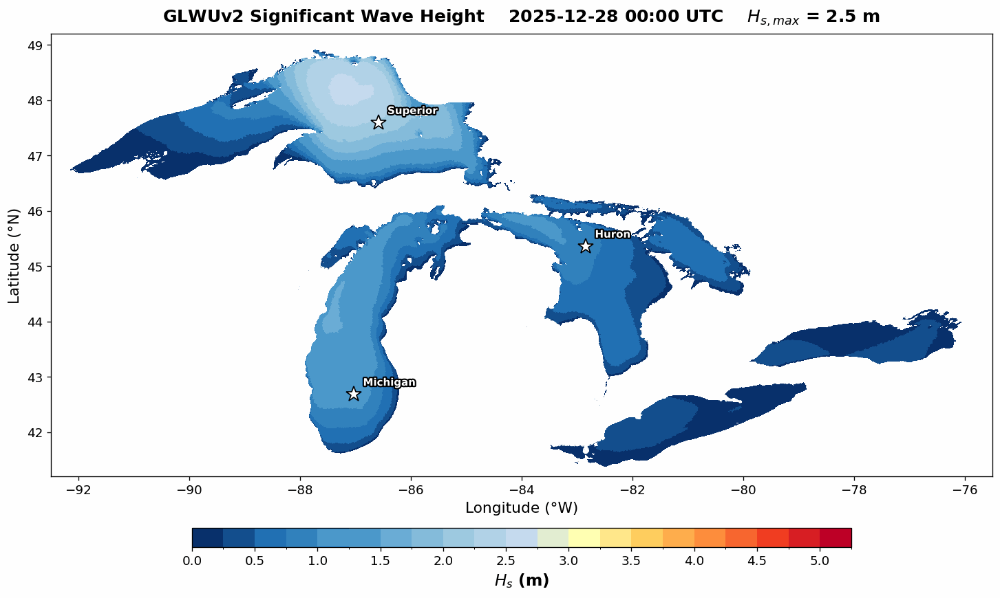 GLWUv2 Significant Wave Height 2025-12-28 00:00 UTC Hs,max = 2.5 m
49
48
47
46
45
44
43
42
Latitude (°N)
Superior
Huron
Michigan
−92 −90 −88 −86 −84 −82 −80 −78 −76
Longitude (°W)
0.0 0.5 1.0 1.5 2.0 2.5 3.0 3.5 4.0 4.5 5.0
Hs (m)